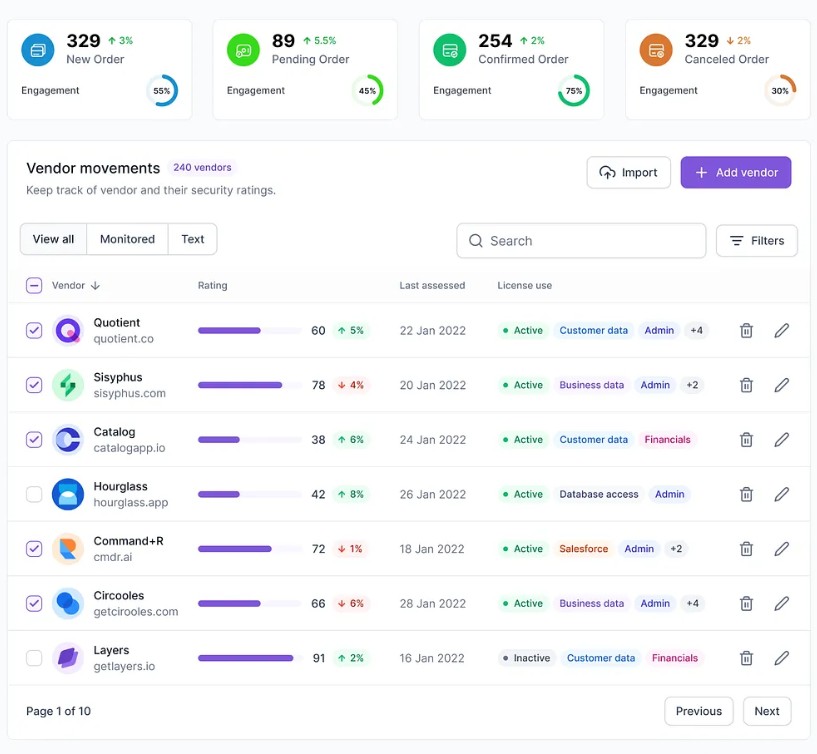 329 3%
New Order
Engagement 55%
89 5.5%
Pending Order
Engagement 45%
254 2%
Confirmed Order
Engagement 75%
329 2%
Canceled Order
Engagement 30%
Vendor movements 240 vendors
Keep track of vendor and their security ratings.
Import
Add vendor
View all Monitored Text
Search
Filters
Vendor Rating Last assessed License use
Quotient
quotient.co
60 5% 22 Jan 2022 Active Customer data Admin +4
Sisyphus
sisyphus.com
78 4% 20 Jan 2022 Active Business data Admin +2
Catalog
catalogapp.io
38 6% 24 Jan 2022 Active Customer data Financials
Hourglass
hourglass.app
42 8% 26 Jan 2022 Active Database access Admin
Command+R
cmdr.ai
72 1% 18 Jan 2022 Active Salesforce Admin +2
Circooles
getcirooles.com
66 6% 28 Jan 2022 Active Business data Admin +4
Layers
getlayers.io
91 2% 16 Jan 2022 Inactive Customer data Financials
Page 1 of 10
Previous
Next